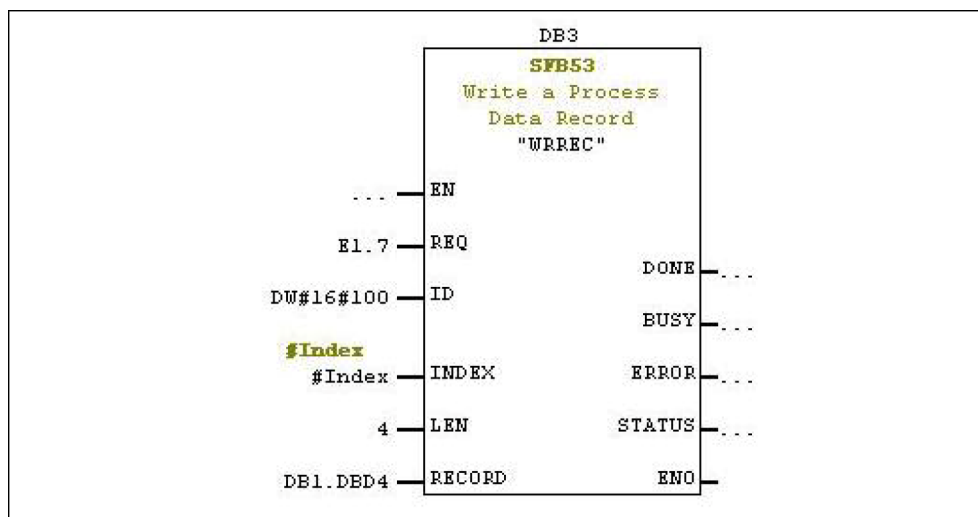 DB3
SFB53
Write a Process
Data Record
"WRREC"
... EN
E1.7 REQ
DONE ...
DW#16#100 ID
BUSY ...
#Index
#Index INDEX ERROR ...
4 LEN STATUS ...
DB1.DBD4 RECORD ENO